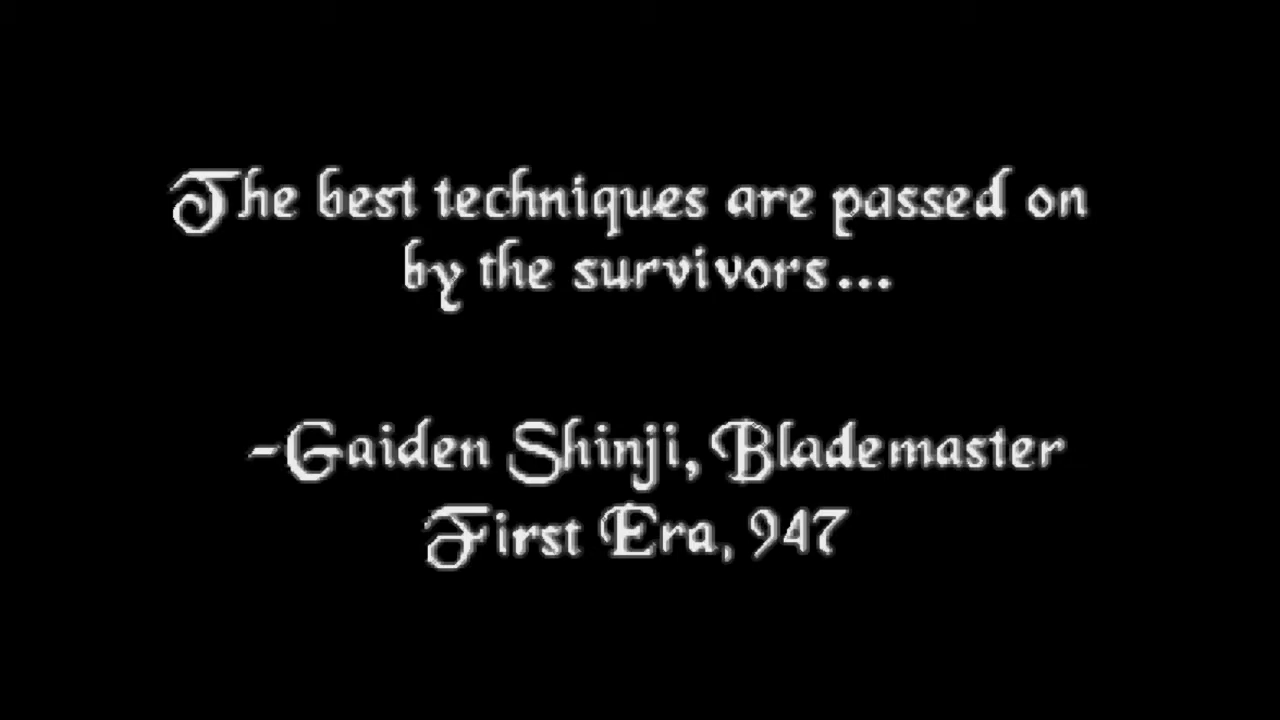 The best techniques are passed on
by the survivors...
-Gaiden Shinji, Blademaster
First Era, 947